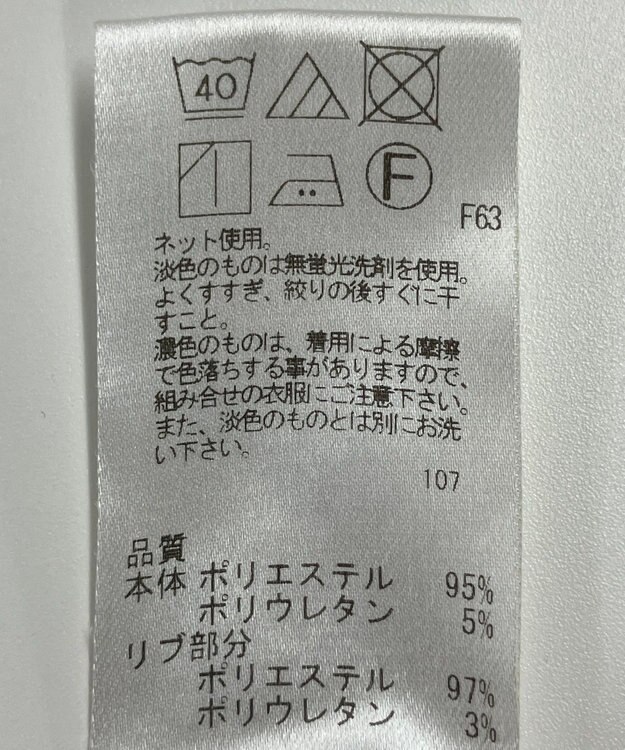 40
F
F63
ネット使用。
淡色のものは無蛍光洗剤を使用。
よくすすぎ、絞りの後すぐに干
すこと。
濃色のものは、着用による摩擦
で色落ちする事がありますので、
組み合せの衣服にご注意下さい。
また、淡色のものとは別にお洗
い下さい。
107
品質
本体 ポリエステル 95%
ポリウレタン 5%
リブ部分
ポリエステル 97%
ポリウレタン 3%